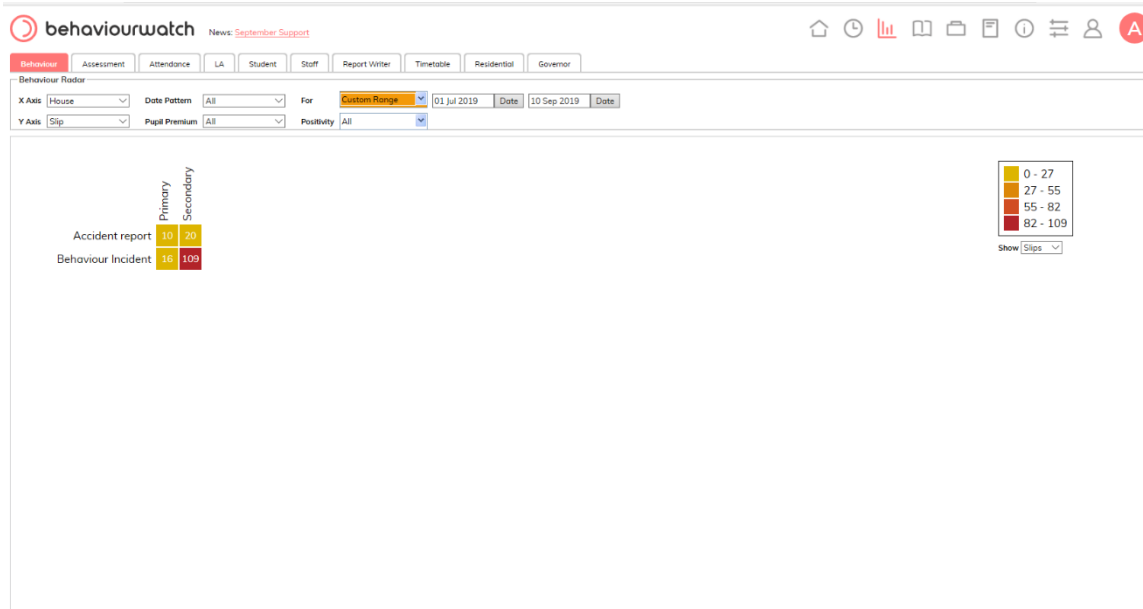 behaviourwatch News: September Support
A
Behaviour Assessment Attendance LA Student Staff Report Writer Timetable Residential Governor
Behaviour Radar
X Axis House Date Pattern All For Custom Range 01 Jul 2019 Date 10 Sep 2019 Date
Y Axis Slip Pupil Premium All Positivity All
Primary Secondary
Accident report 10 20
Behaviour Incident 16 109
0 - 27
27 - 55
55 - 82
82 - 109
Show Slips